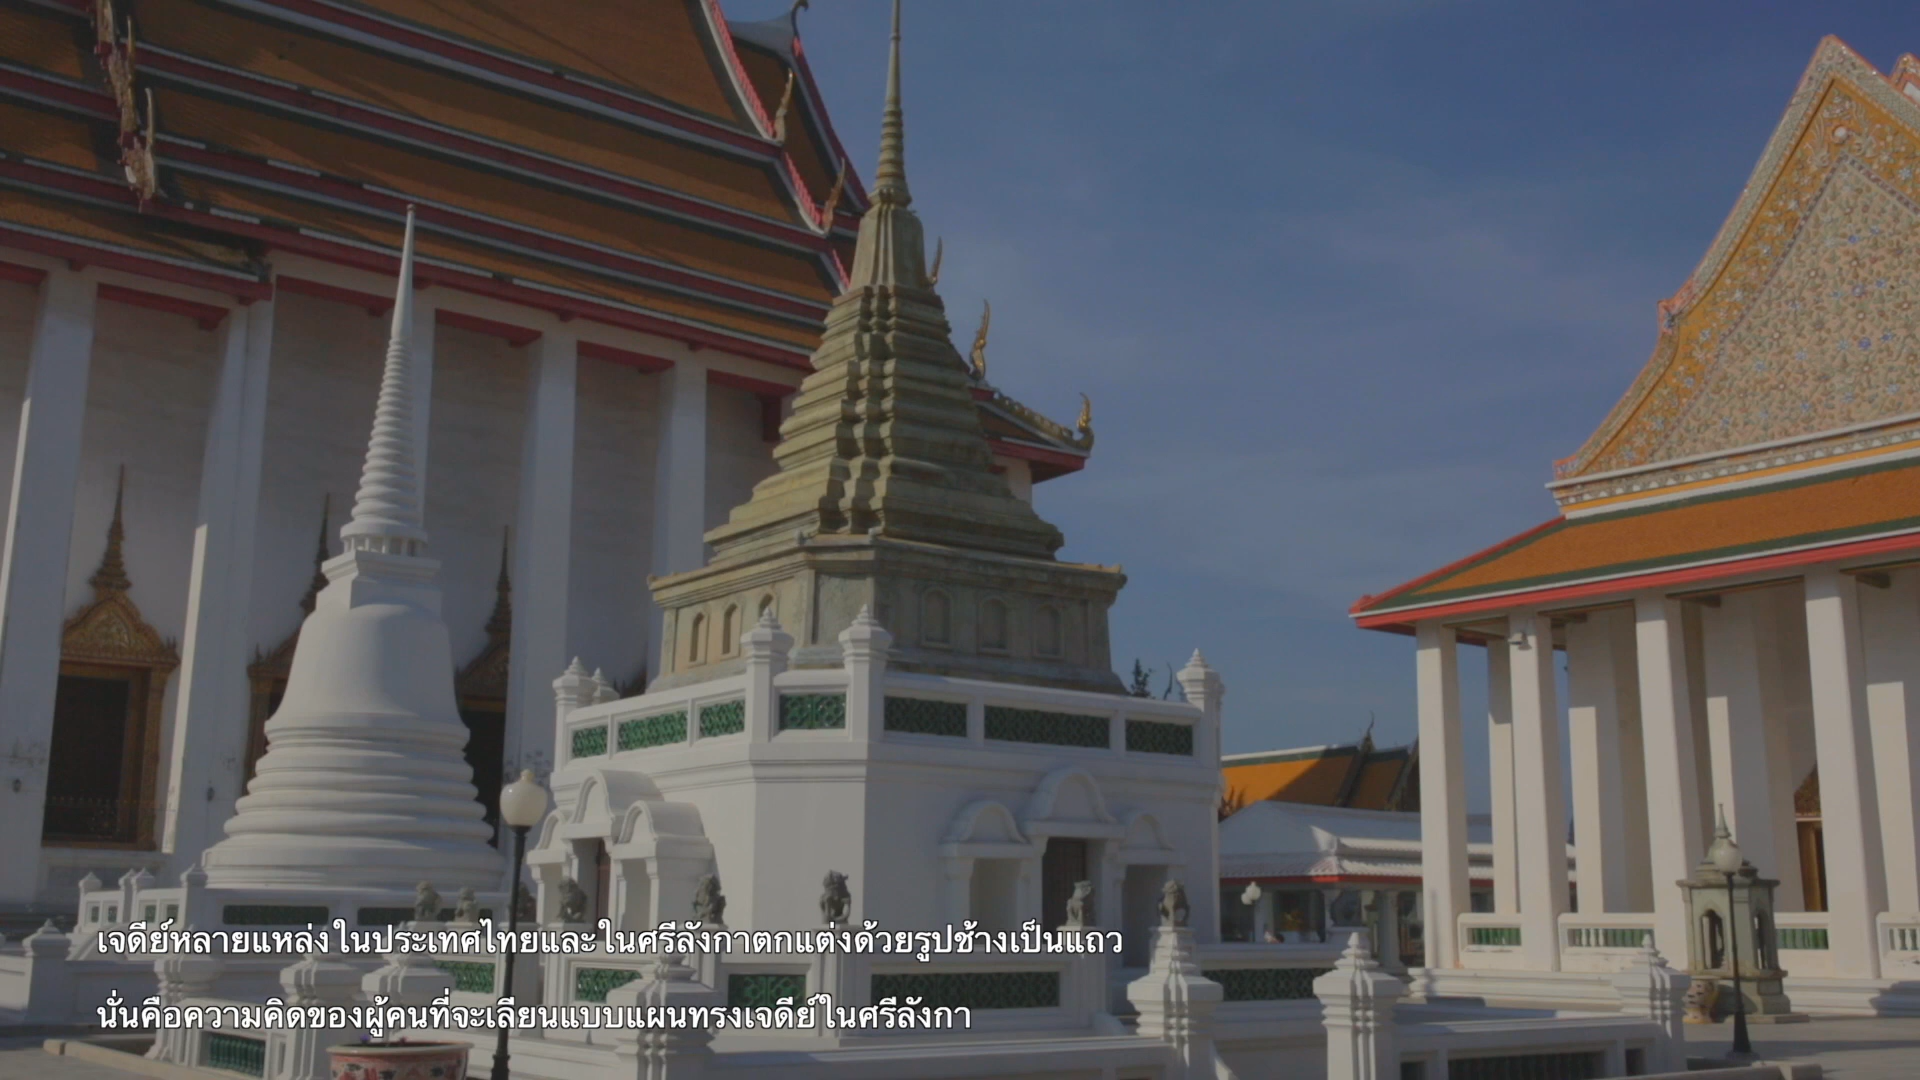 เจดีย์หลายแหล่งในประเทศไทยและในศรีลังกาตกแต่งด้วยรูปช้างเป็นแถว
นั่นคือความคิดของผู้คนที่จะเลียนแบบแผนทรงเจดีย์ในศรีลังกา